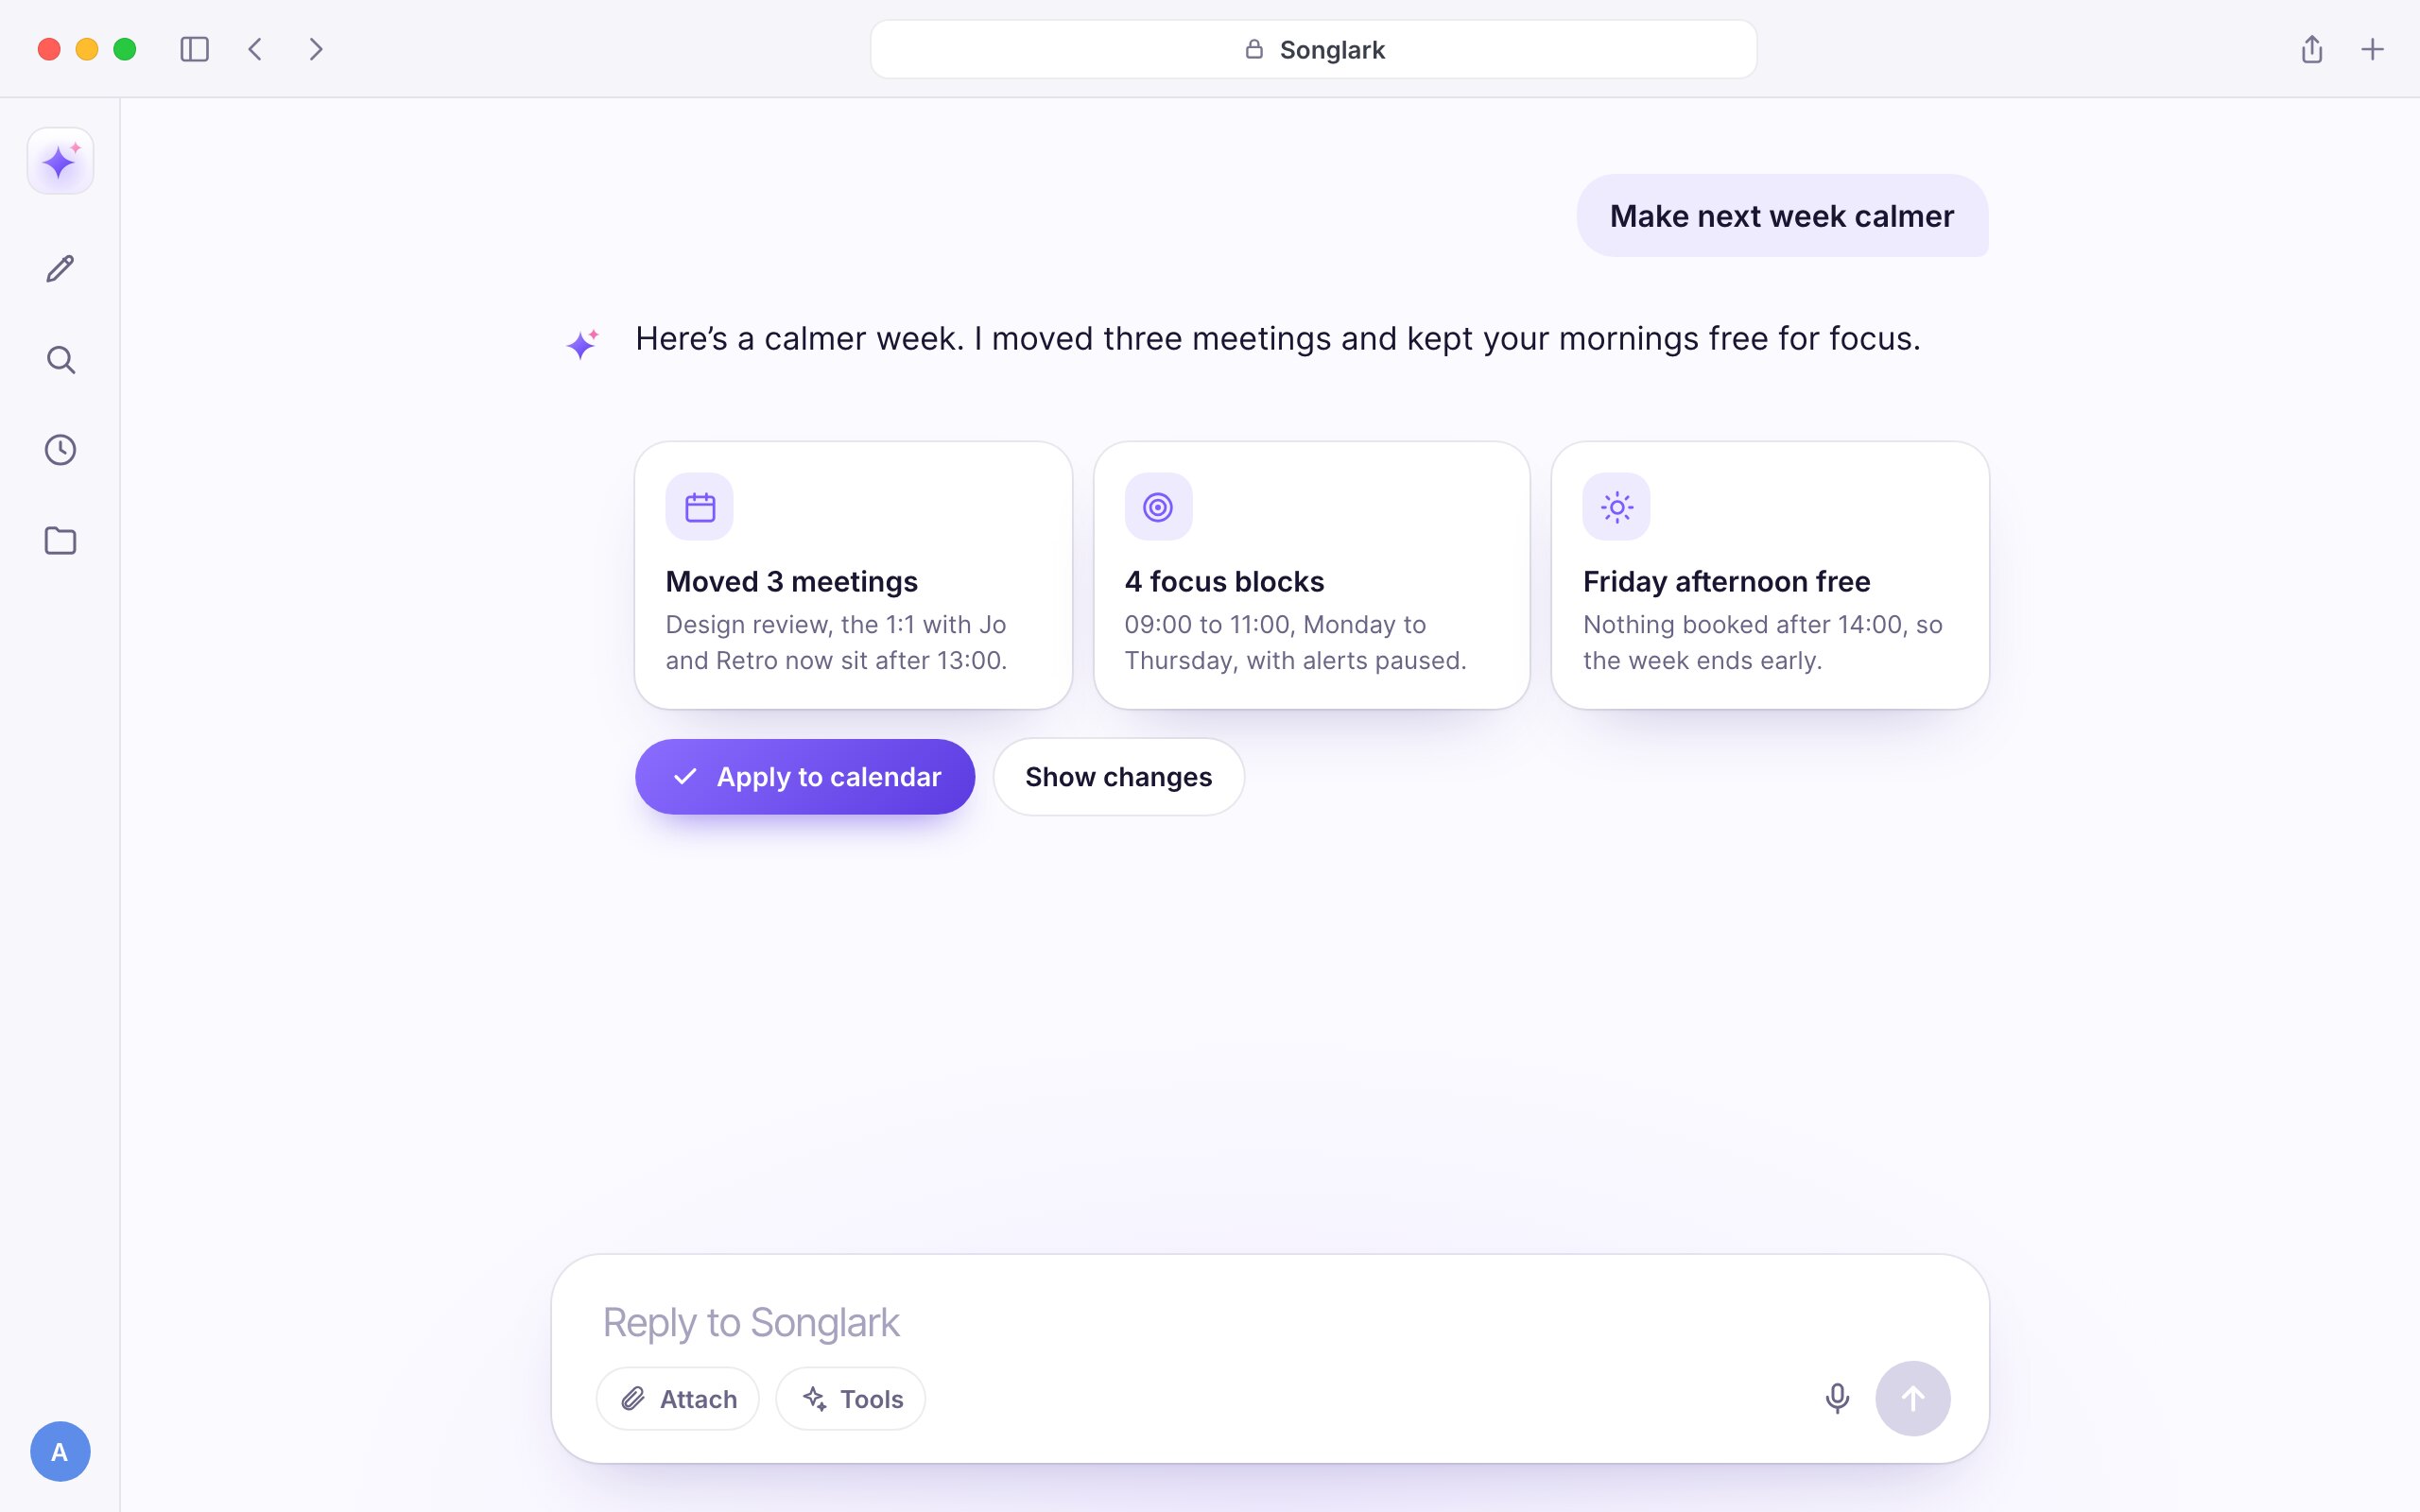 Songlark
Make next week calmer
Here’s a calmer week. I moved three meetings and kept your mornings free for focus.
Moved 3 meetings
Design review, the 1:1 with Jo
and Retro now sit after 13:00.
4 focus blocks
09:00 to 11:00, Monday to
Thursday, with alerts paused.
Friday afternoon free
Nothing booked after 14:00, so
the week ends early.
Apply to calendar
Show changes
Reply to Songlark
Attach
Tools
A